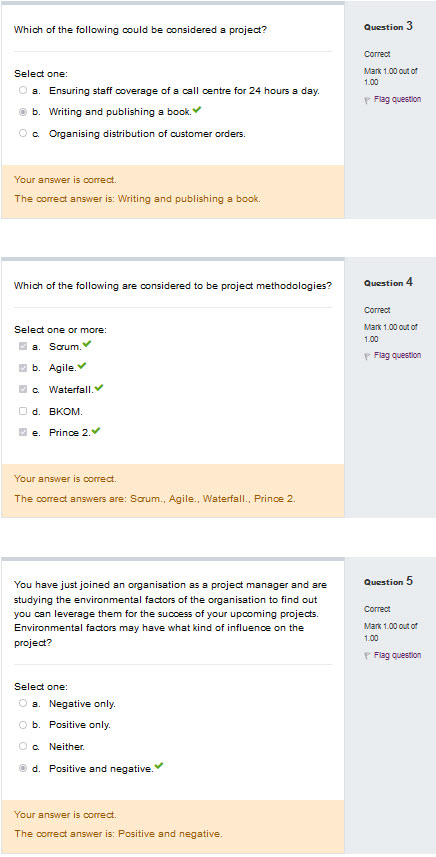 Which of the following could be considered a project?
Select one:
a. Ensuring staff coverage of a call centre for 24 hours a day.
b. Writing and publishing a book.
c. Organising distribution of customer orders.
Your answer is correct.
The correct answer is: Writing and publishing a book.
Question 3
Correct
Mark 1.00 out of
1.00
Flag question
Which of the following are considered to be project methodologies?
Select one or more:
a. Scrum.
b. Agile.
c. Waterfall.
d. BKOM.
e. Prince 2.
Your answer is correct.
The correct answers are: Scrum., Agile., Waterfall., Prince 2.
Question 4
Correct
Mark 1.00 out of
1.00
Flag question
You have just joined an organisation as a project manager and are
studying the environmental factors of the organisation to find out
you can leverage them for the success of your upcoming projects.
Environmental factors may have what kind of influence on the
project?
Select one:
a. Negative only.
b. Positive only.
c. Neither.
d. Positive and negative.
Your answer is correct.
The correct answer is: Positive and negative.
Question 5
Correct
Mark 1.00 out of
1.00
Flag question